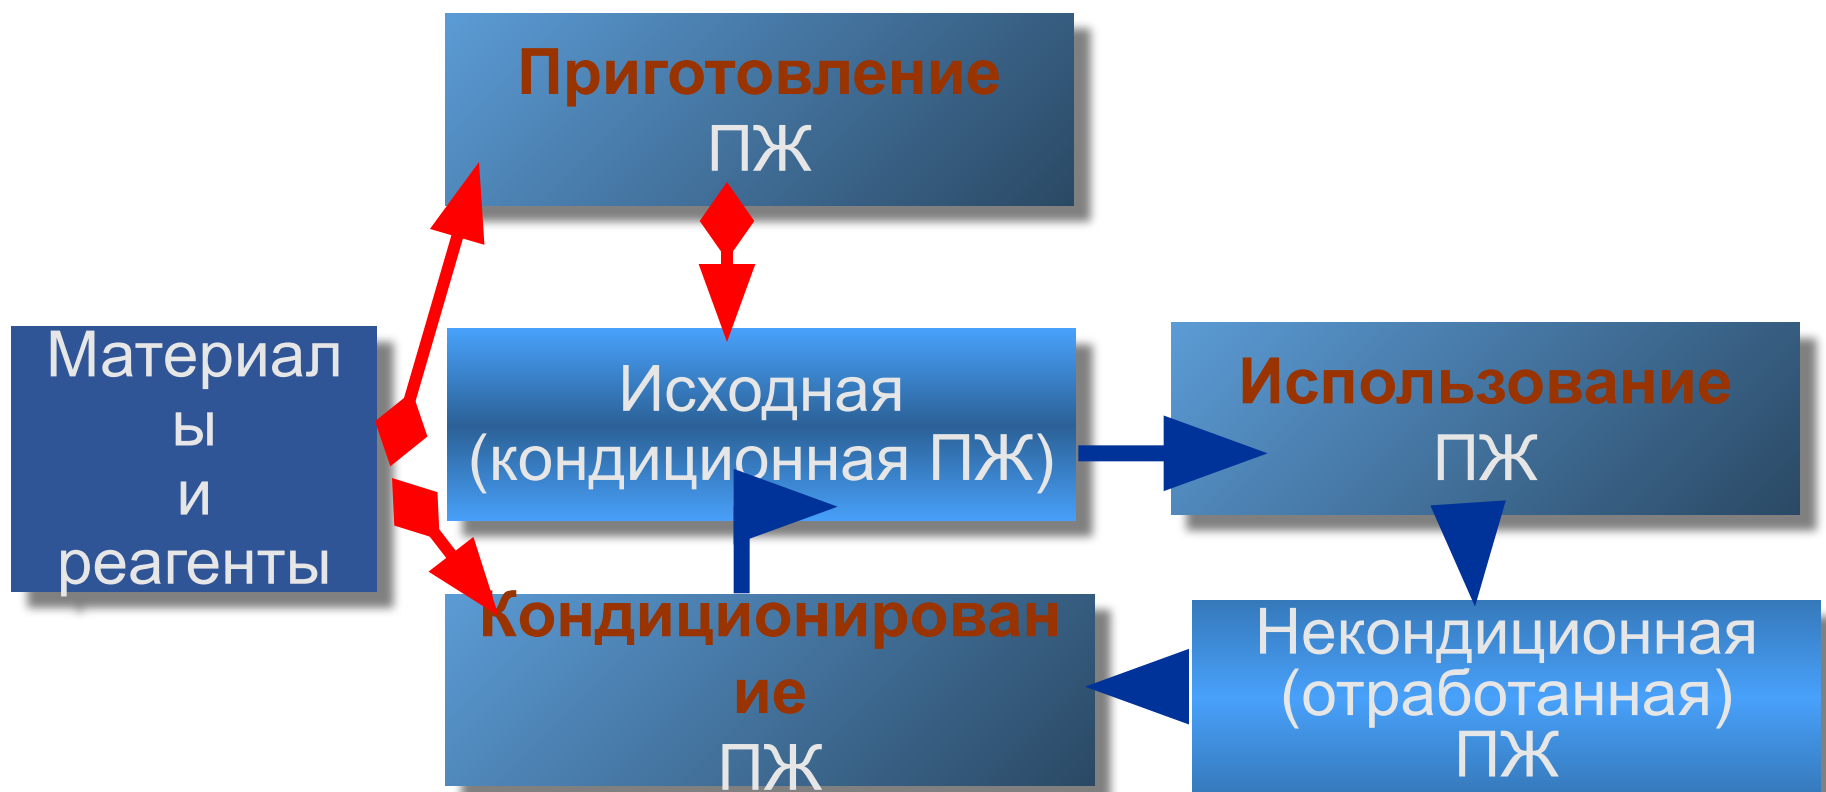 Приготовление
ПЖ
Материал
ы
и
реагенты
Исходная
(кондиционная ПЖ)
Использование
ПЖ
Кондиционирован
ие
ПЖ
Некондиционная
(отработанная)
ПЖ